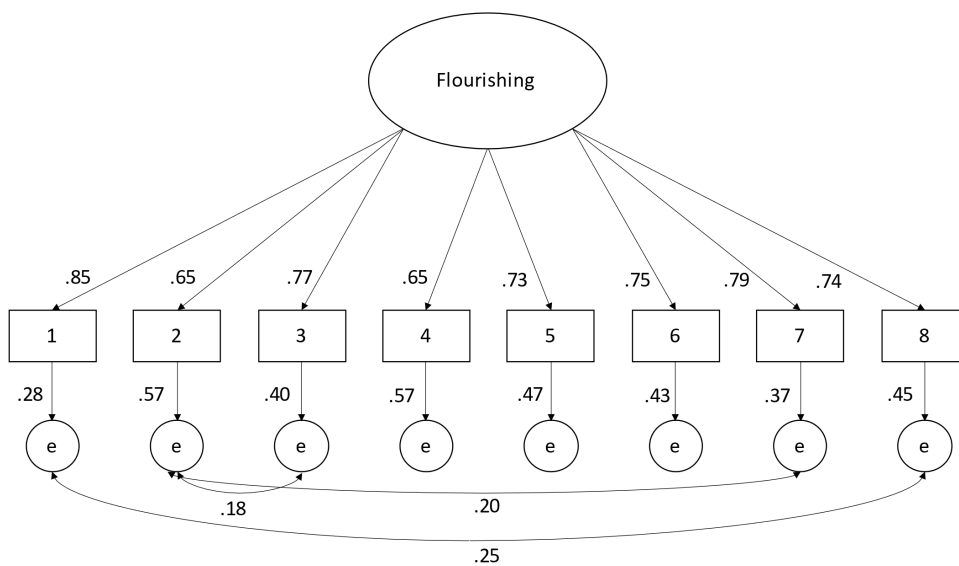 Flourishing
.85 .65 .77 .65 .73 .75 .79 .74
1 2 3 4 5 6 7 8
.28 .57 .40 .57 .47 .43 .37 .45
e e e e e e e e
.18 .20
.25